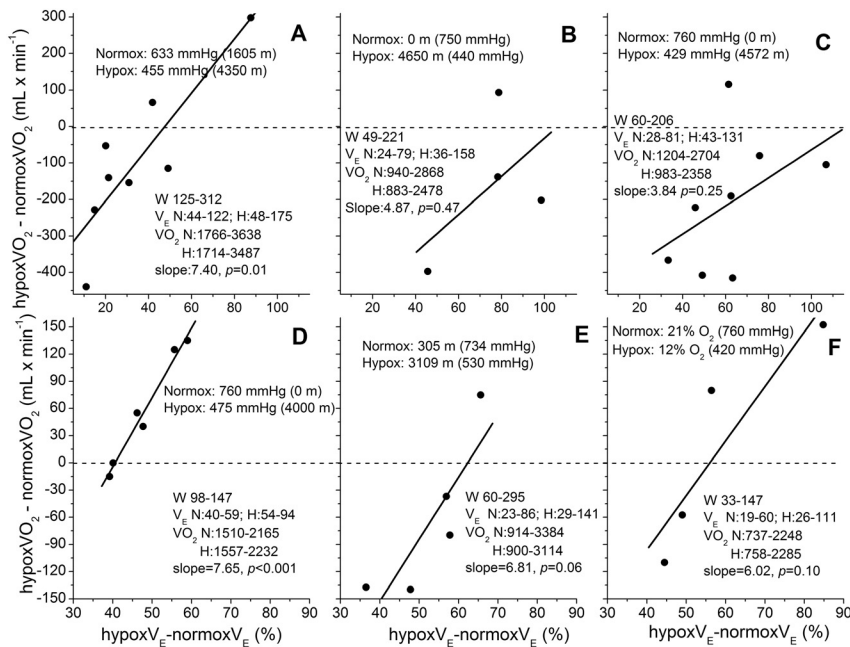 hypoxVO2 - normoxVO2 (mL x min-1)
300
200
100
0
-100
-200
-300
-400
A
Normox: 633 mmHg (1605 m)
Hypox: 455 mmHg (4350 m)
W 125-312
VE N:44-122; H:48-175
VO2 N:1766-3638
H:1714-3487
slope:7.40, p=0.01
20 40 60 80 100
B
Normox: 0 m (750 mmHg)
Hypox: 4650 m (440 mmHg)
W 49-221
VE N:24-79; H:36-158
VO2 N:940-2868
H:883-2478
Slope:4.87, p=0.47
20 40 60 80 100
C
Normox: 760 mmHg (0 m)
Hypox: 429 mmHg (4572 m)
W 60-206
VE N:28-81; H:43-131
VO2 N:1204-2704
H:983-2358
slope:3.84 p=0.25
20 40 60 80 100
hypoxVO2 - normoxVO2 (mL x min-1)
150
120
90
60
30
0
-30
-60
-90
-120
-150
D
Normox: 760 mmHg (0 m)
Hypox: 475 mmHg (4000 m)
W 98-147
VE N:40-59; H:54-94
VO2 N:1510-2165
H:1557-2232
slope=7.65, p<0.001
30 40 50 60 70 80 90
hypoxVE-normoxVE (%)
E
Normox: 305 m (734 mmHg)
Hypox: 3109 m (530 mmHg)
W 60-295
VE N:23-86; H:29-141
VO2 N:914-3384
H:900-3114
slope=6.81, p=0.06
30 40 50 60 70 80 90
hypoxVE-normoxVE (%)
F
Normox: 21% O2 (760 mmHg)
Hypox: 12% O2 (420 mmHg)
W 33-147
VE N:19-60; H:26-111
VO2 N:737-2248
H:758-2285
slope=6.02, p=0.10
30 40 50 60 70 80 90
hypoxVE-normoxVE (%)